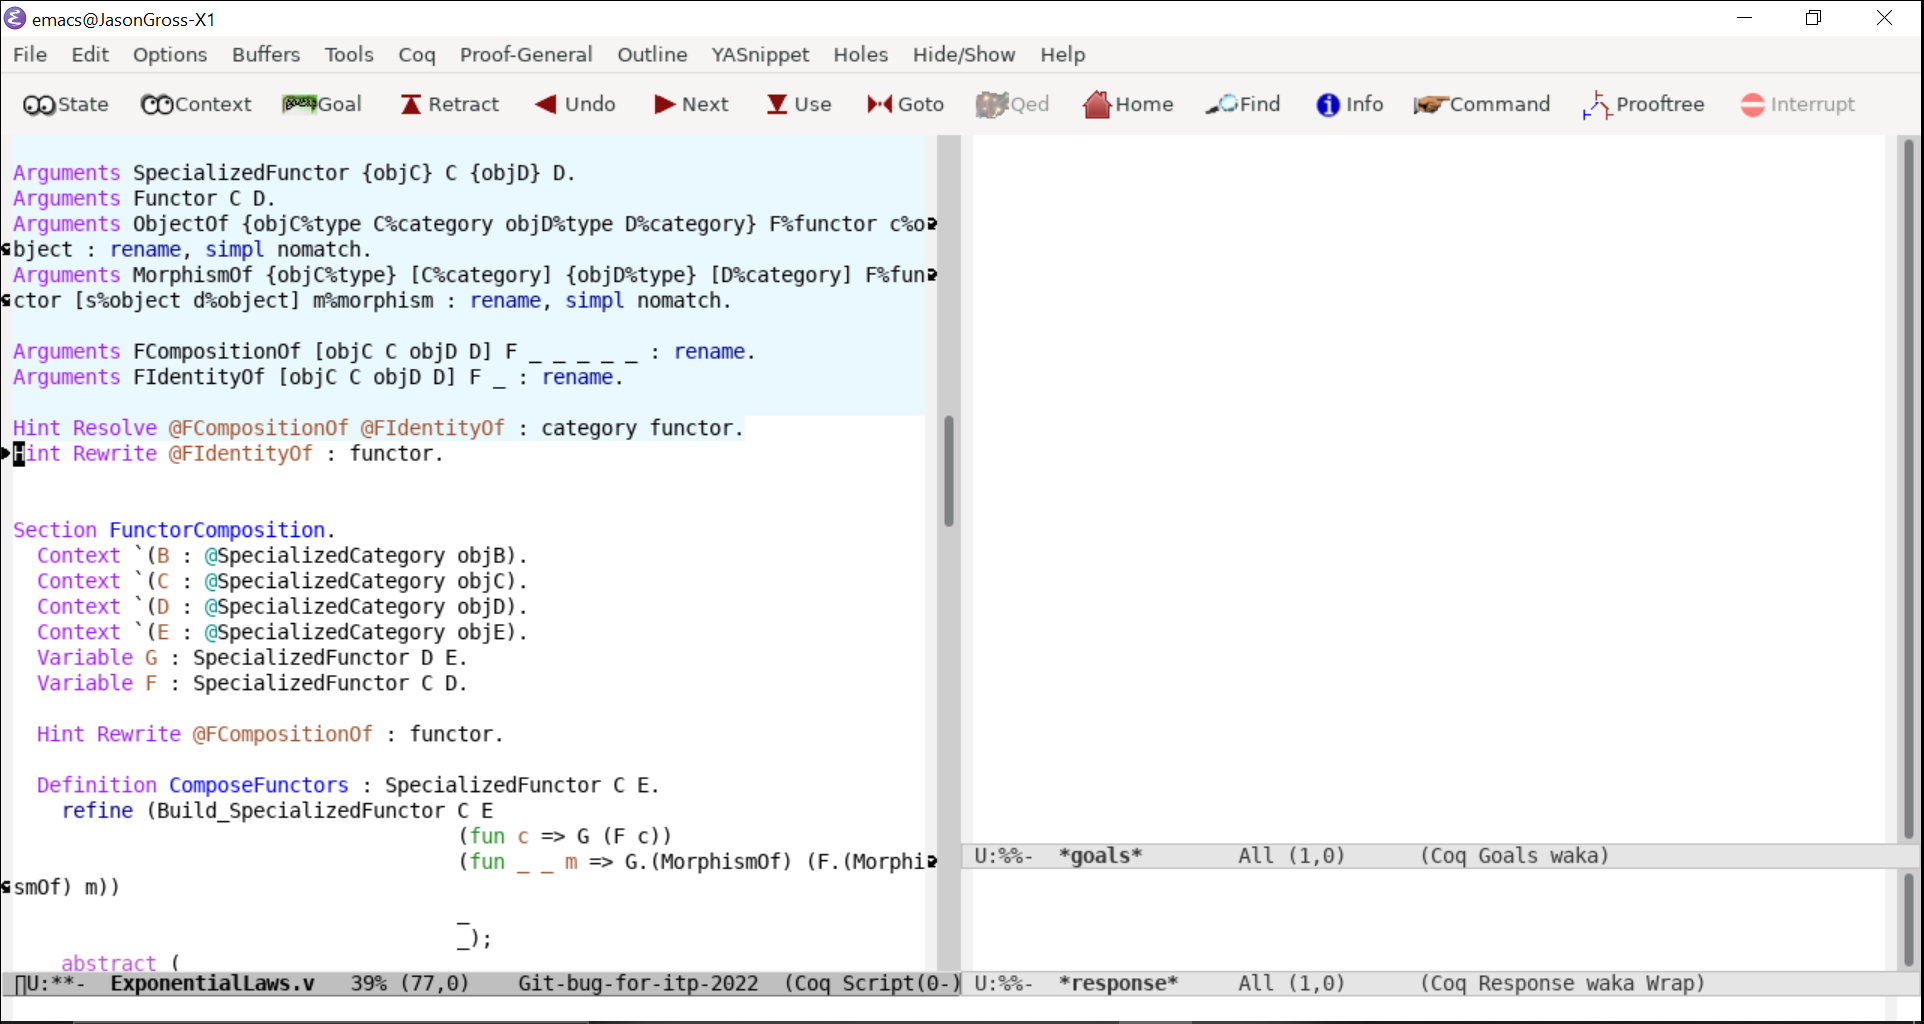 emacs@JasonGross-X1
File Edit Options Buffers Tools Coq Proof-General Outline YASnippet Holes Hide/Show Help
State Context Goal Retract Undo Next Use Goto Qed Home Find Info Command Prooftree Interrupt
Arguments SpecializedFunctor {objC} C {objD} D.
Arguments Functor C D.
Arguments ObjectOf {objC%type C%category objD%type D%category} F%functor c%o
bject : rename, simpl nomatch.
Arguments MorphismOf {objC%type} [C%category] {objD%type} [D%category] F%fun
ctor [s%object d%object] m%morphism : rename, simpl nomatch.
Arguments FCompositionOf [objC C objD D] F _ _ _ _ _ : rename.
Arguments FIdentityOf [objC C objD D] F _ : rename.
Hint Resolve @FCompositionOf @FIdentityOf : category functor.
Hint Rewrite @FIdentityOf : functor.
Section FunctorComposition.
  Context `(B : @SpecializedCategory objB).
  Context `(C : @SpecializedCategory objC).
  Context `(D : @SpecializedCategory objD).
  Context `(E : @SpecializedCategory objE).
  Variable G : SpecializedFunctor D E.
  Variable F : SpecializedFunctor C D.
  Hint Rewrite @FCompositionOf : functor.
  Definition ComposeFunctors : SpecializedFunctor C E.
    refine (Build_SpecializedFunctor C E
                                     (fun c => G (F c))
                                     (fun _ _ m => G.(MorphismOf) (F.(Morphi
smOf) m))
                                     _
                                     _);
    abstract (
U:**-  ExponentialLaws.v   39% (77,0)    Git-bug-for-itp-2022  (Coq Script(0-)
U:%%-  *goals*        All (1,0)      (Coq Goals waka)
U:%%-  *response*     All (1,0)      (Coq Response waka Wrap)